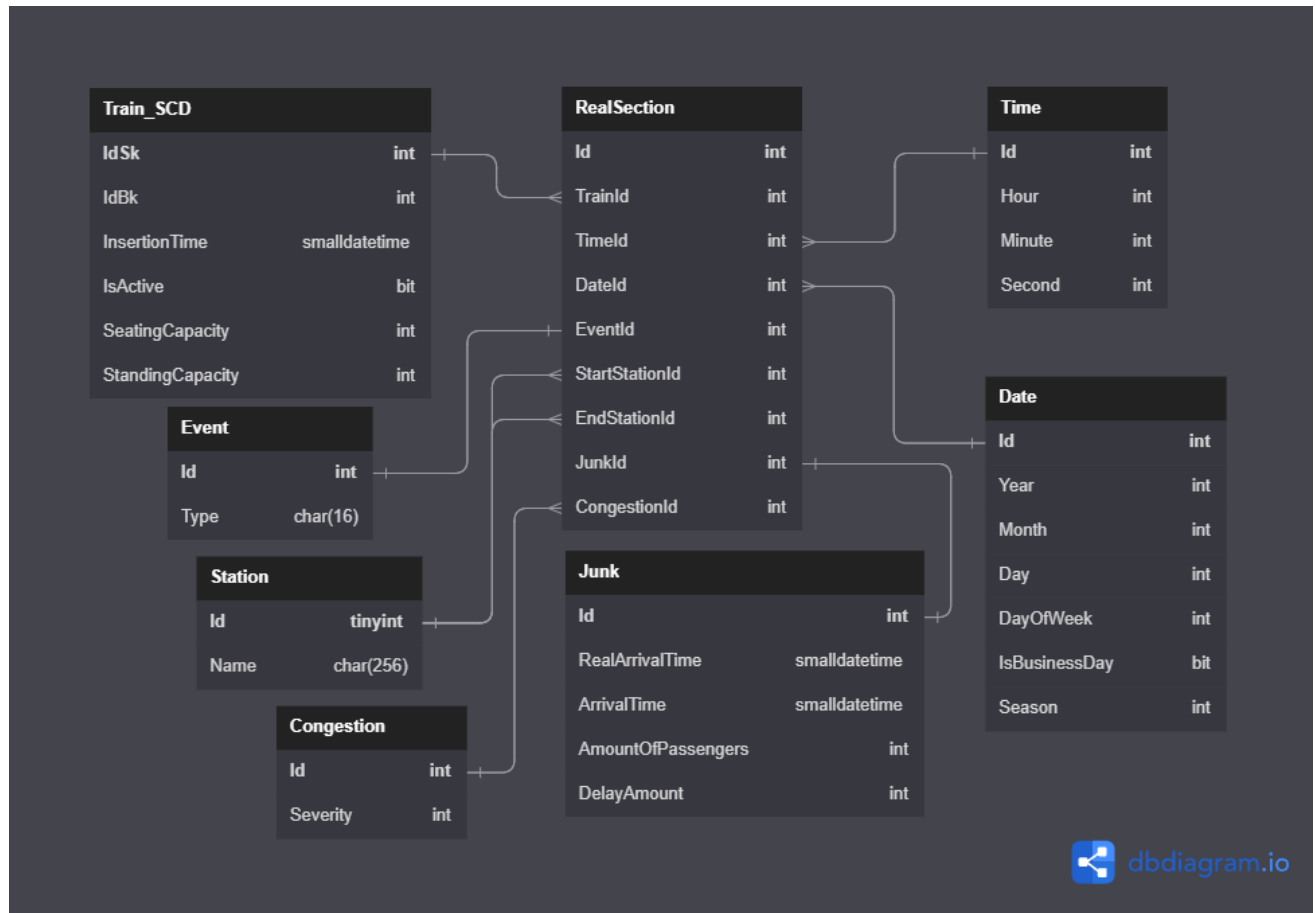 Train_SCD
IdSk int
IdBk int
InsertionTime smalldatetime
IsActive bit
SeatingCapacity int
StandingCapacity int
RealSection
Id int
TrainId int
TimeId int
DateId int
EventId int
StartStationId int
EndStationId int
JunkId int
CongestionId int
Time
Id int
Hour int
Minute int
Second int
Event
Id int
Type char(16)
Date
Id int
Year int
Month int
Day int
DayOfWeek int
IsBusinessDay bit
Season int
Station
Id tinyint
Name char(256)
Junk
Id int
RealArrivalTime smalldatetime
ArrivalTime smalldatetime
AmountOfPassengers int
DelayAmount int
Congestion
Id int
Severity int
dbdiagram.io